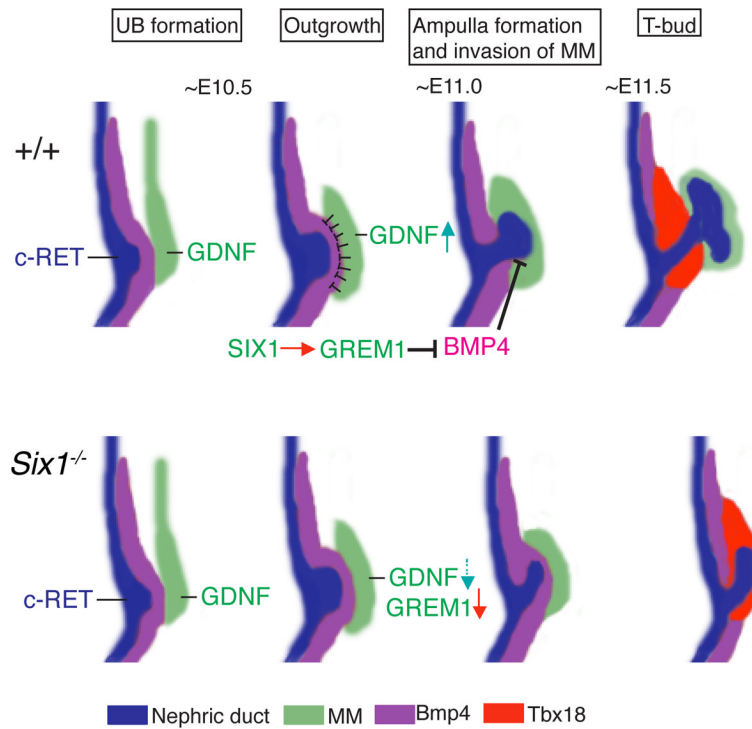 UB formation
Outgrowth
Ampulla formation
and invasion of MM
T-bud
~E10.5
~E11.0
~E11.5
+/+
c-RET
GDNF
GDNF
SIX1
GREM1
BMP4
Six1-/-
c-RET
GDNF
GDNF
GREM1
Nephric duct
MM
Bmp4
Tbx18